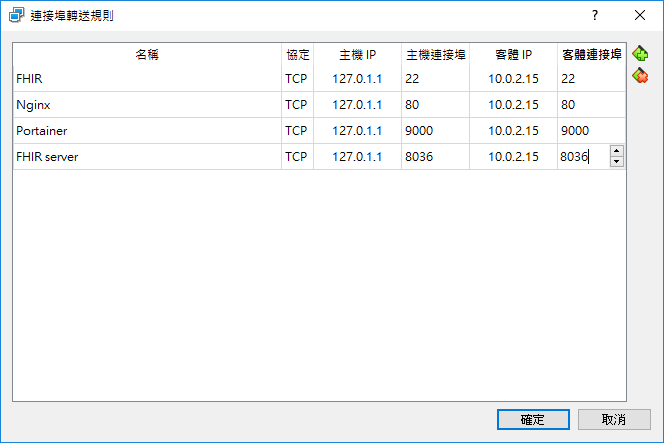 連接埠轉送規則
名稱 協定 主機 IP 主機連接埠 客體 IP 客體連接埠
FHIR TCP 127.0.1.1 22 10.0.2.15 22
Nginx TCP 127.0.1.1 80 10.0.2.15 80
Portainer TCP 127.0.1.1 9000 10.0.2.15 9000
FHIR server TCP 127.0.1.1 8036 10.0.2.15 8036
確定 取消